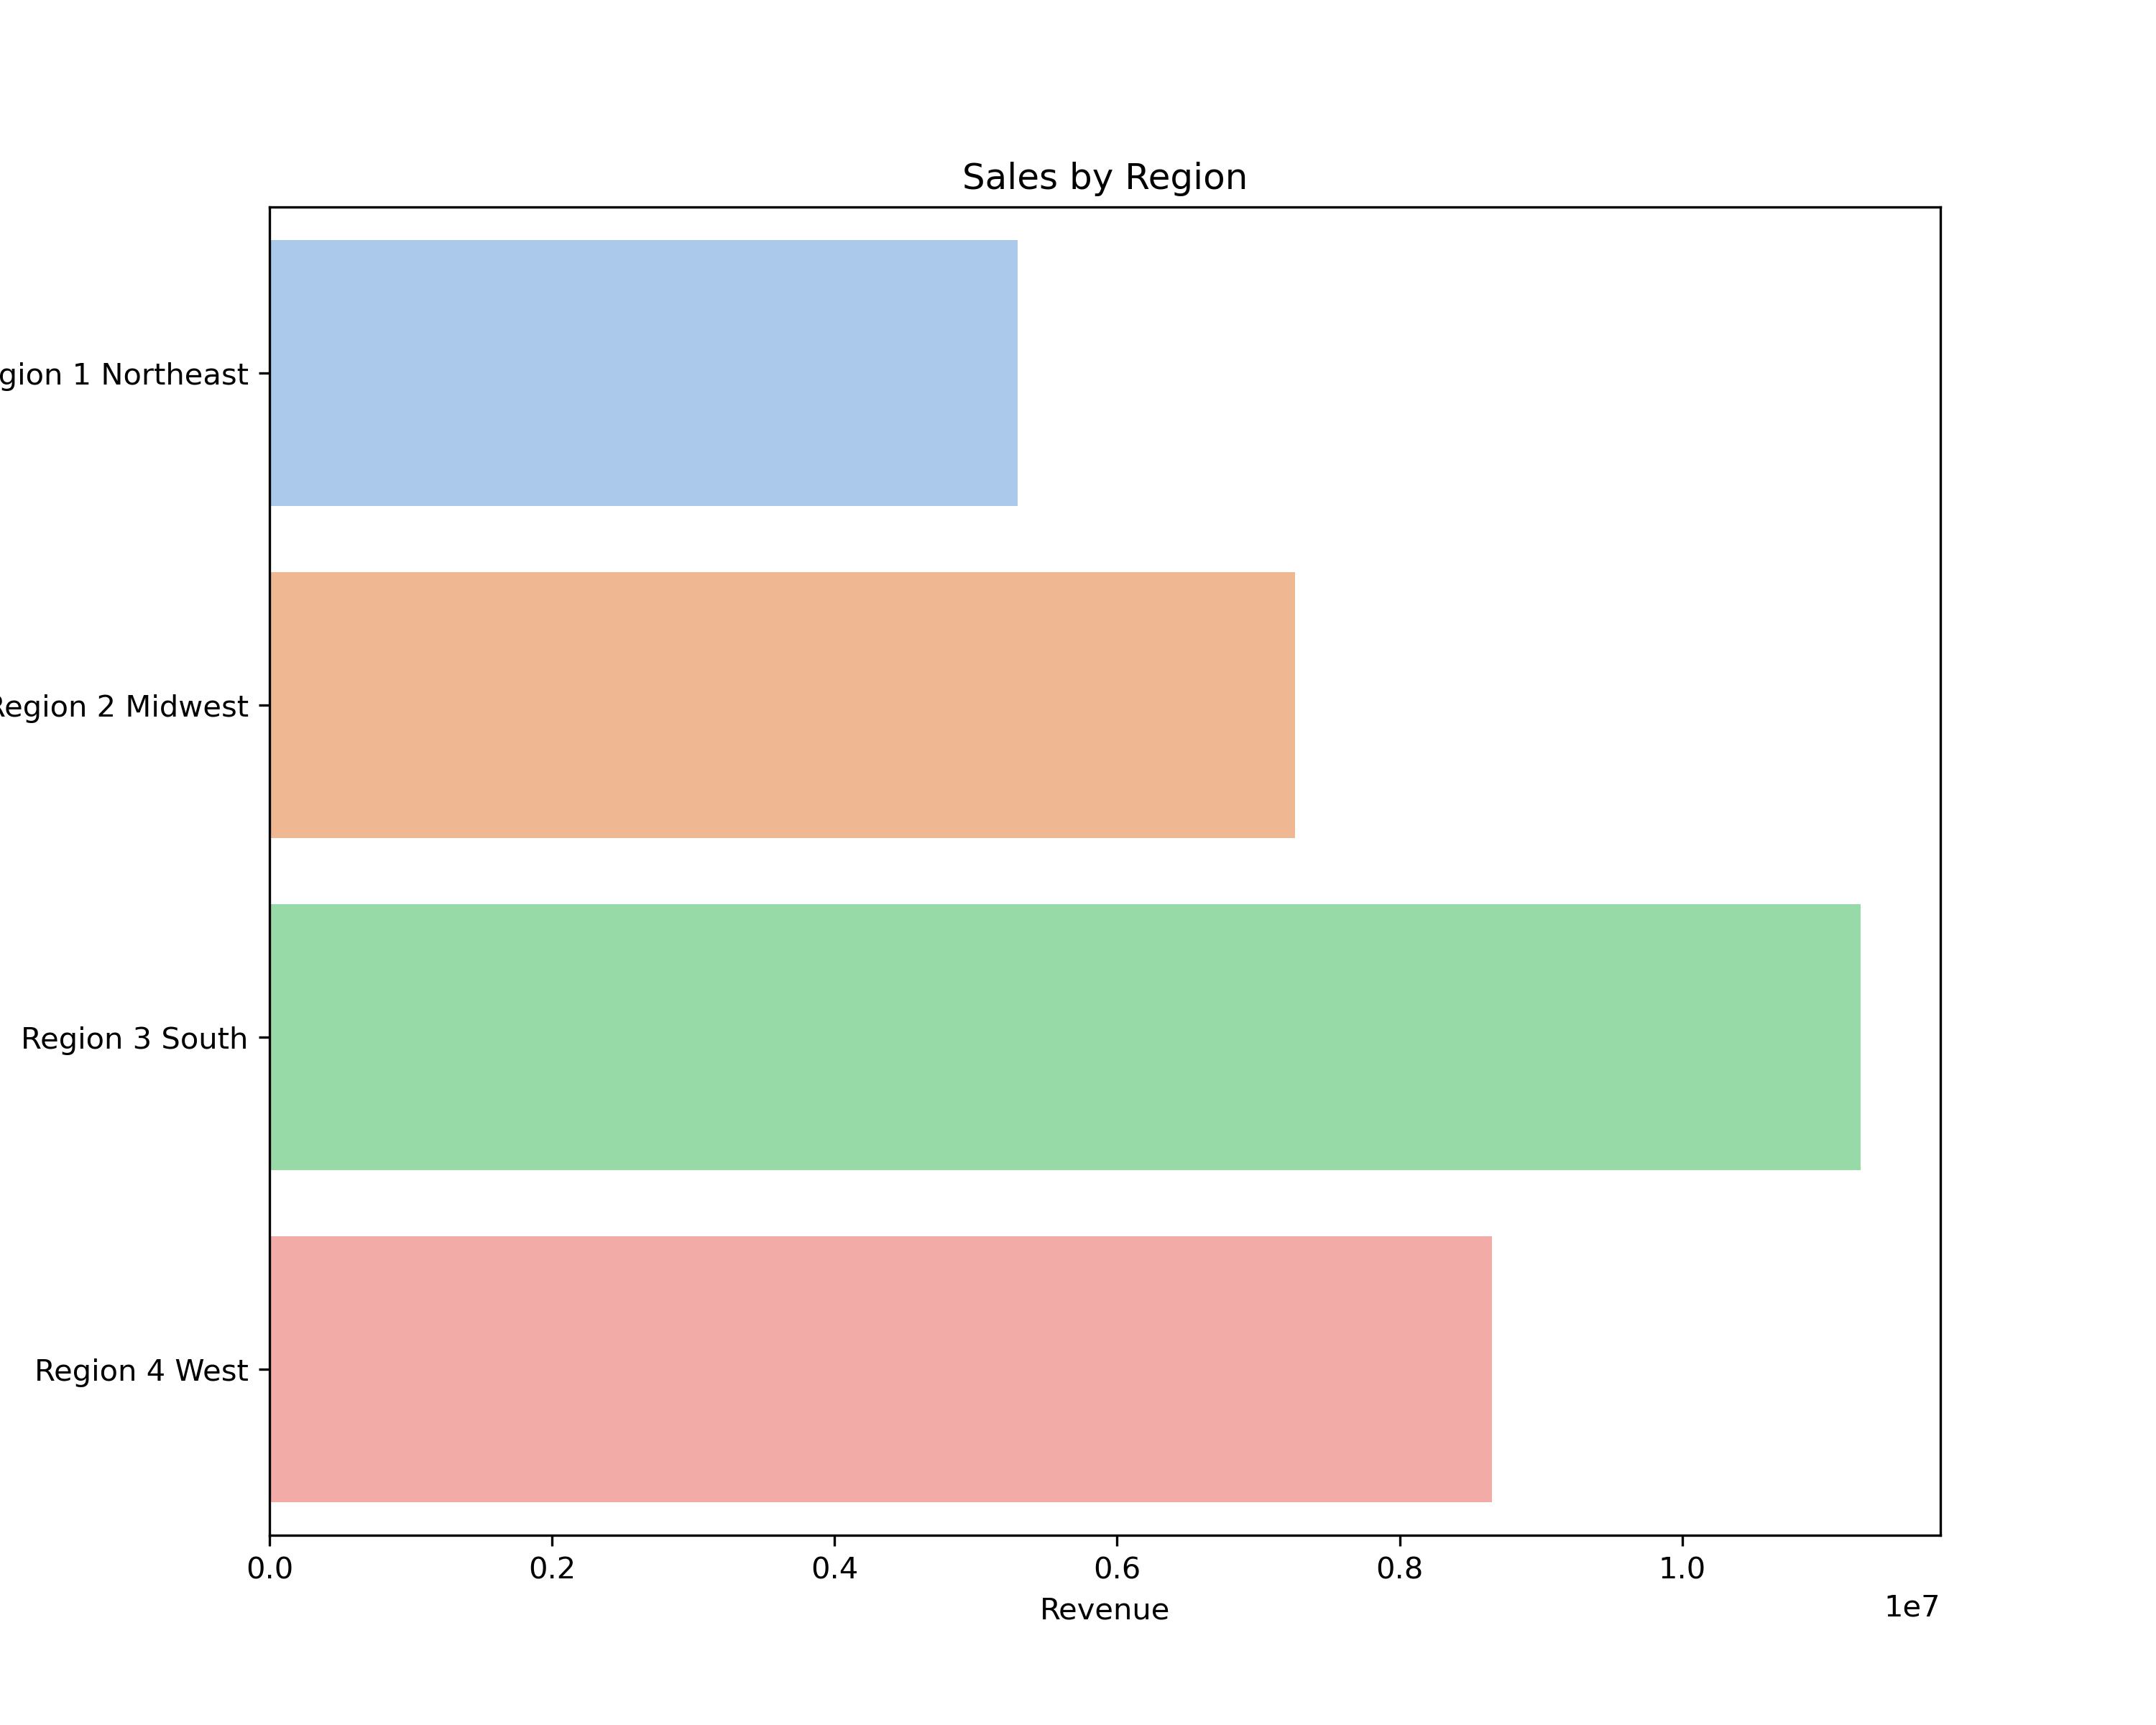 Sales by Region
gion 1 Northeast
Region 2 Midwest
Region 3 South
Region 4 West
0.0 0.2 0.4 0.6 0.8 1.0
Revenue
1e7